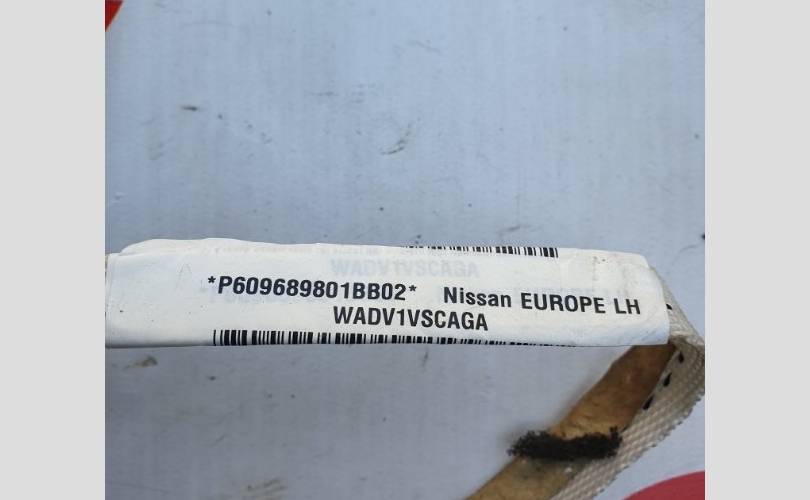 *P609689801BB02* Nissan EUROPE LH
WADV1VSCAGA